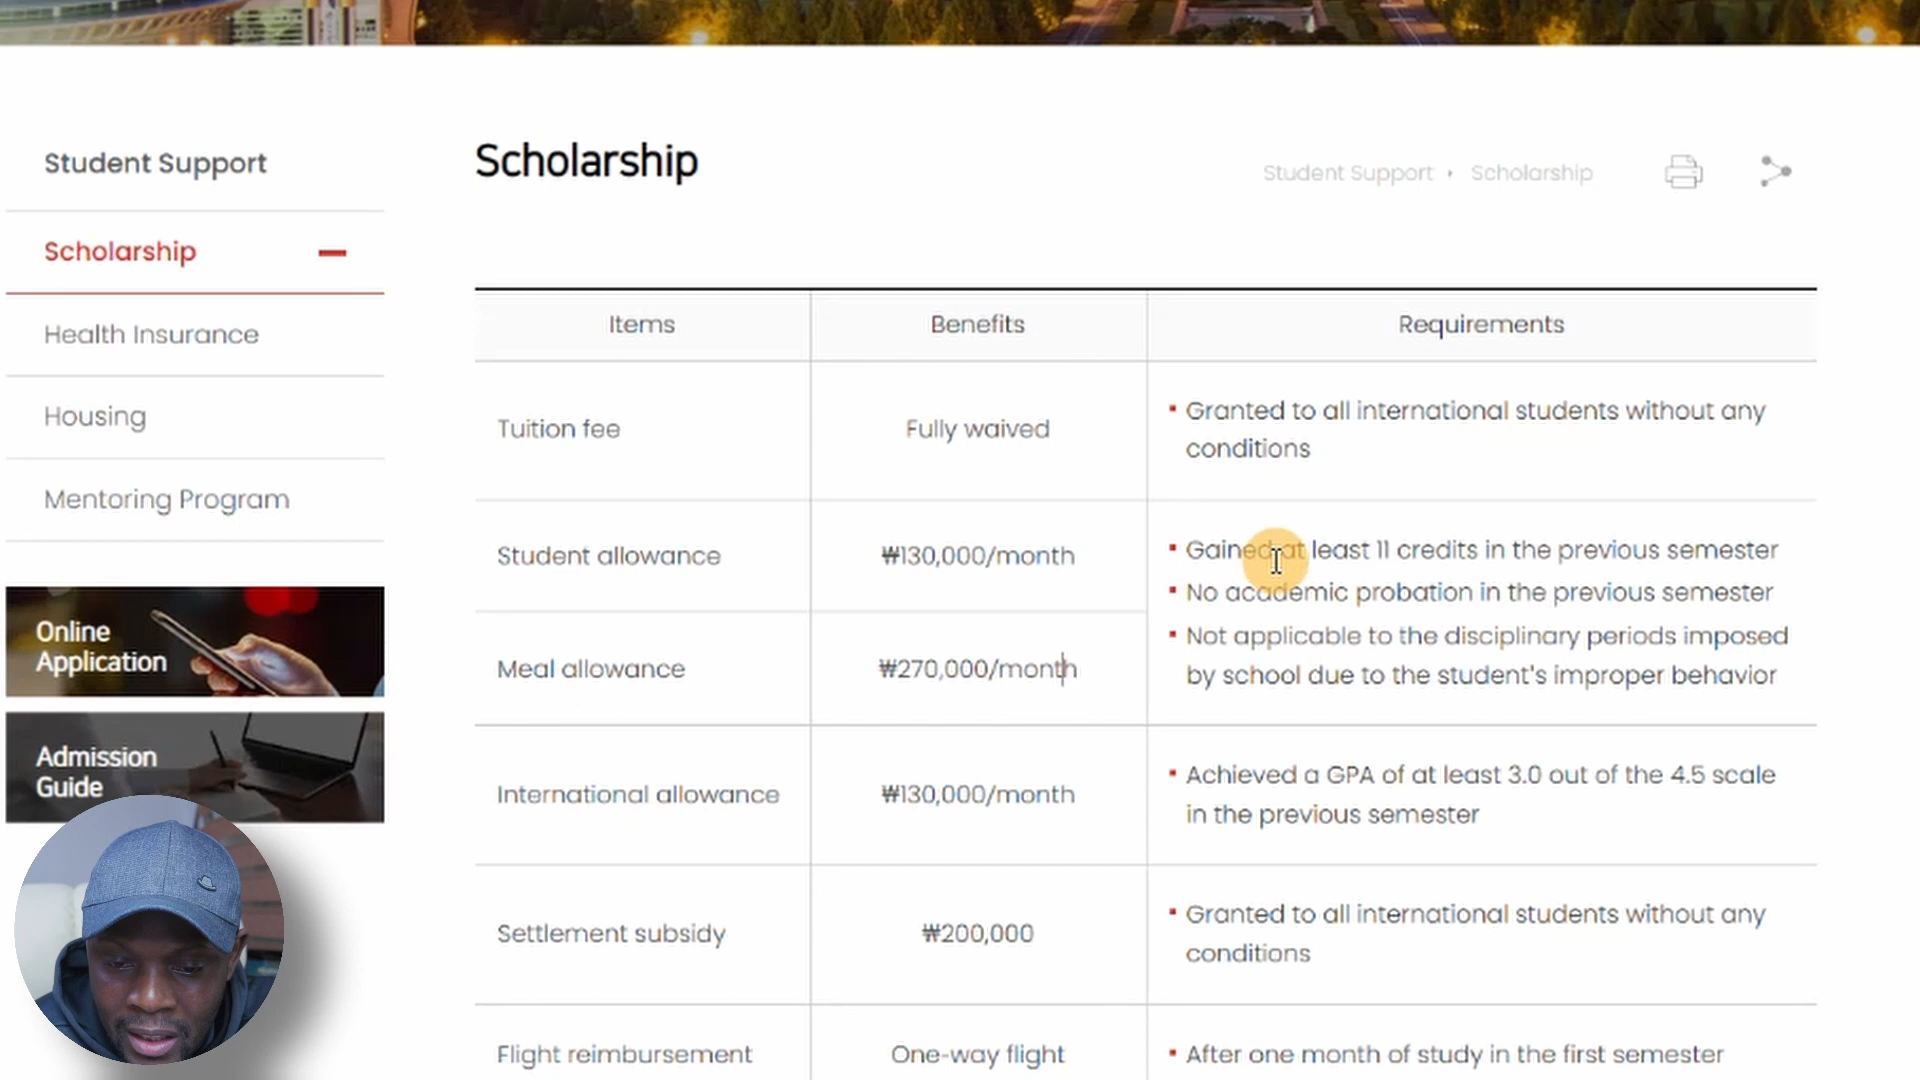 Student Support
Scholarship
Health Insurance
Housing
Mentoring Program
Online
Application
Admission
Guide
Scholarship
Student Support • Scholarship
Items Benefits Requirements
Tuition fee Fully waived
Granted to all international students without any
conditions
Student allowance ₩130,000/month
Meal allowance ₩270,000/month
Gained at least 11 credits in the previous semester
No academic probation in the previous semester
Not applicable to the disciplinary periods imposed
by school due to the student's improper behavior
International allowance ₩130,000/month
Achieved a GPA of at least 3.0 out of the 4.5 scale
in the previous semester
Settlement subsidy ₩200,000
Granted to all international students without any
conditions
Flight reimbursement One-way flight After one month of study in the first semester